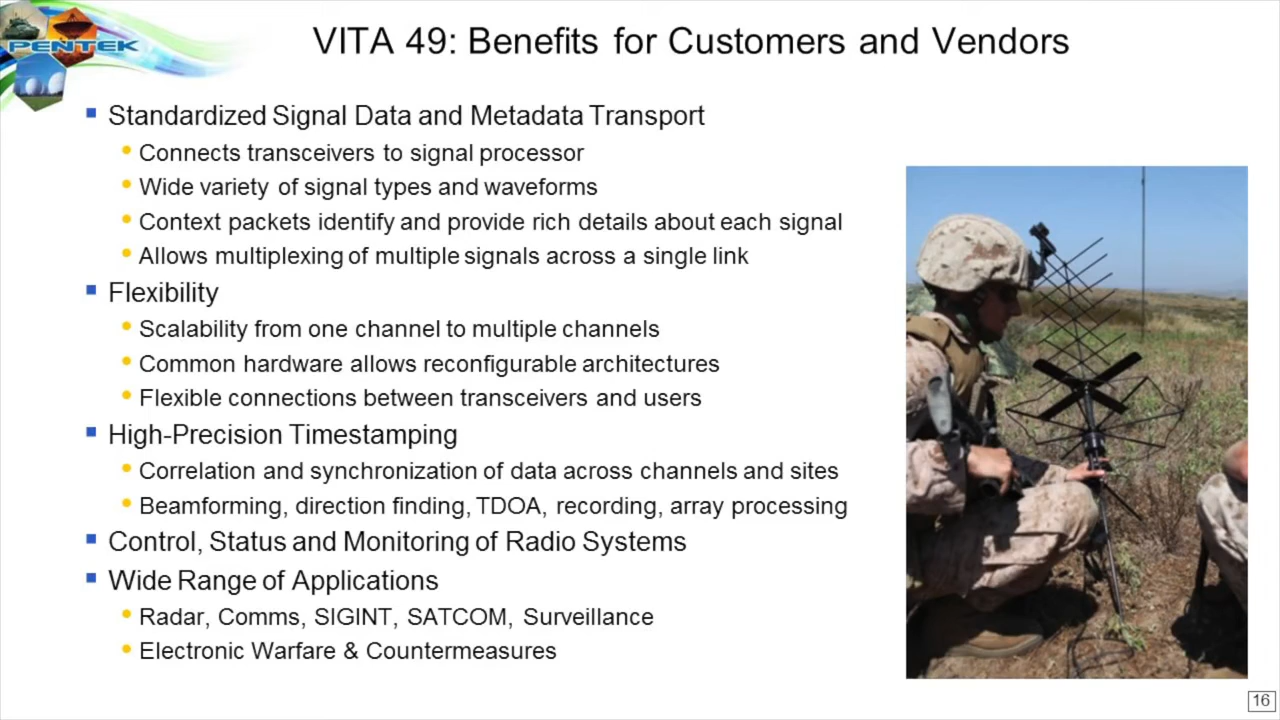 PENTEK
VITA 49: Benefits for Customers and Vendors
Standardized Signal Data and Metadata Transport
Connects transceivers to signal processor
Wide variety of signal types and waveforms
Context packets identify and provide rich details about each signal
Allows multiplexing of multiple signals across a single link
Flexibility
Scalability from one channel to multiple channels
Common hardware allows reconfigurable architectures
Flexible connections between transceivers and users
High-Precision Timestamping
Correlation and synchronization of data across channels and sites
Beamforming, direction finding, TDOA, recording, array processing
Control, Status and Monitoring of Radio Systems
Wide Range of Applications
Radar, Comms, SIGINT, SATCOM, Surveillance
Electronic Warfare & Countermeasures
16